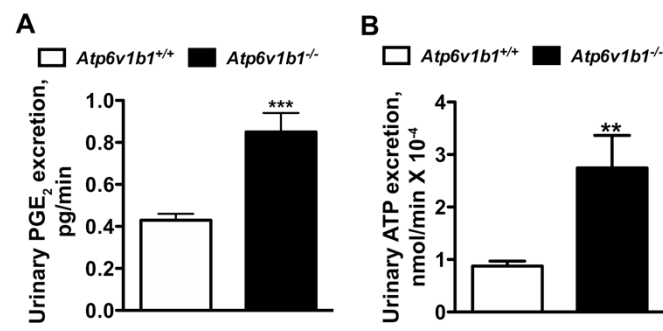 A
Atp6v1b1+/+ Atp6v1b1-/-
Urinary PGE2 excretion,
pg/min
1.0
0.8
0.6
0.4
0.2
0.0
***
B
Atp6v1b1+/+ Atp6v1b1-/-
Urinary ATP excretion,
nmol/min X 10-4
4
3
2
1
0
**